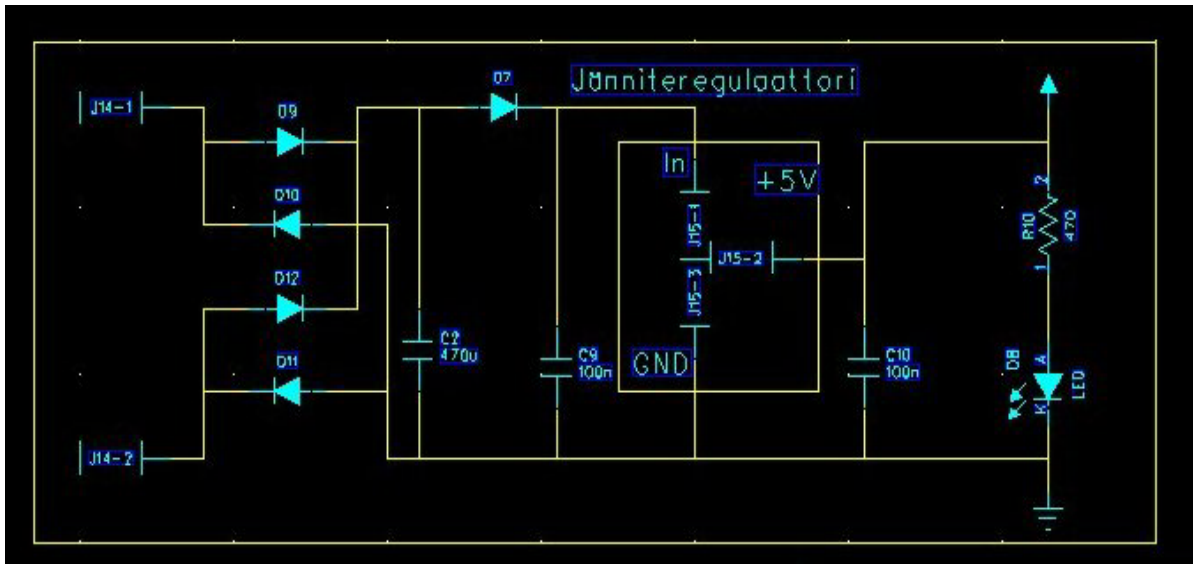 Jänniteregulaattori
J14-1
D9
D10
D12
D11
J14-2
D7
C2
470u
C9
100n
In
+5V
J15-1
J15-2
J15-3
GND
C10
100n
2
R10
470
1
D8
A
K
LED